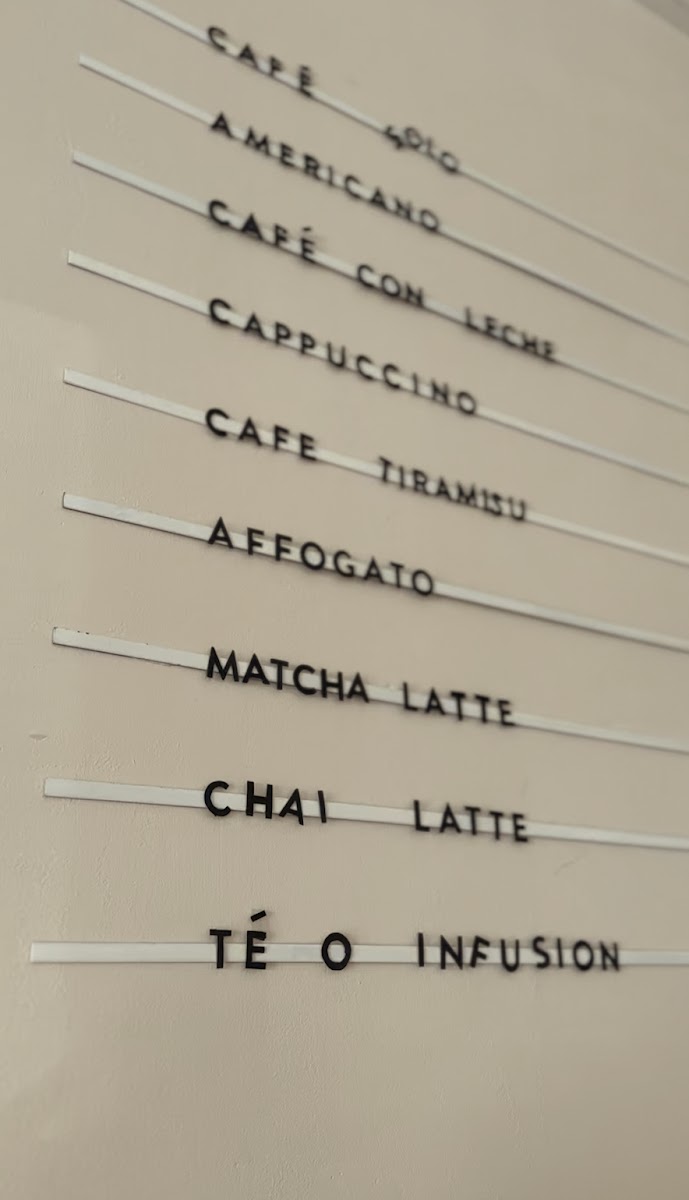 CAFÉ SOLO
AMERICANO
CAFÉ CON LECHE
CAPPUCCINO
CAFE TIRAMISU
AFFOGATO
MATCHA LATTE
CHAI LATTE
TÉ O INFUSION